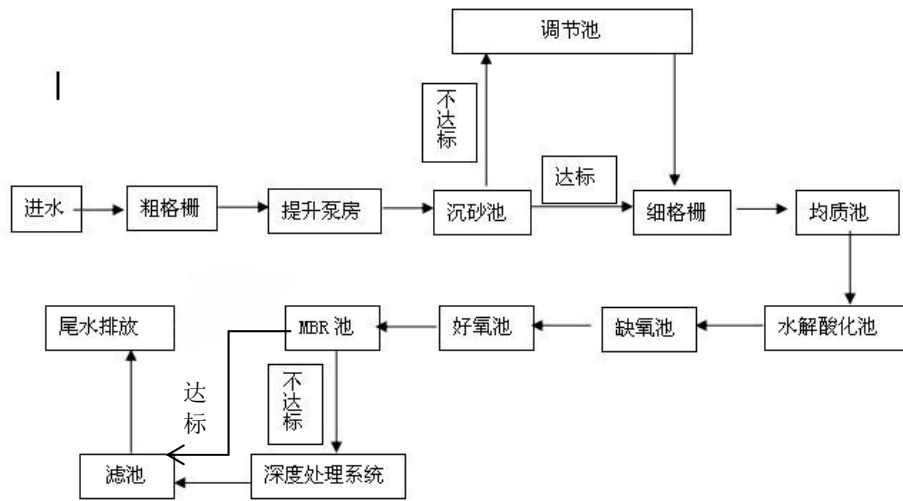 调节池
不达标
达标
进水
粗格栅
提升泵房
沉砂池
细格栅
均质池
尾水排放
MBR 池
好氧池
缺氧池
水解酸化池
达标
不达标
滤池
深度处理系统